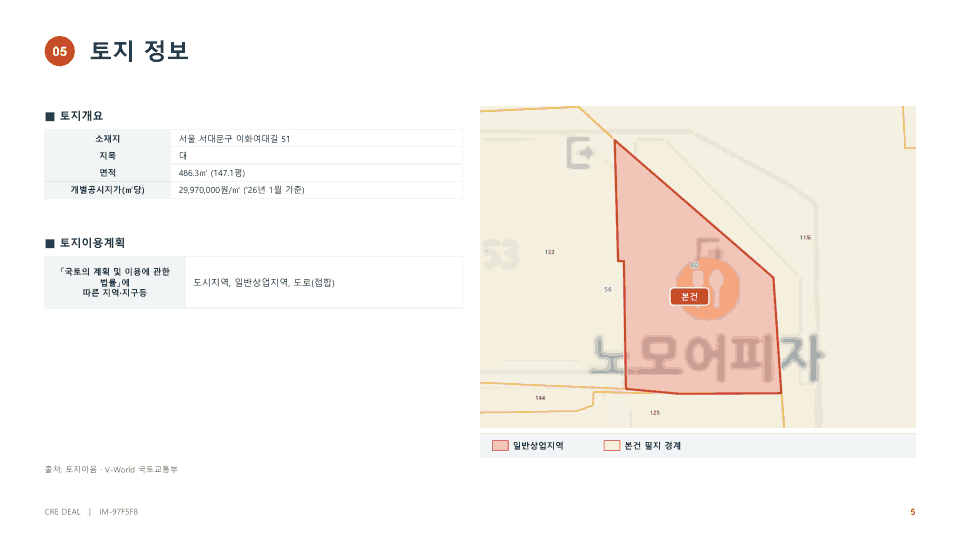 05 토지 정보
■ 토지개요
소재지 서울 서대문구 이화여대길 51
지목 대
면적 486.3㎡ (147.1평)
개별공시지가(㎡당) 29,970,000원/㎡ ('26년 1월 기준)
■ 토지이용계획
「국토의 계획 및 이용에 관한
법률」에
따른 지역·지구등
도시지역, 일반상업지역, 도로(접합)
53
122
115
60
56
본건
노모어피자
144
125
일반상업지역
본건 필지 경계
출처: 토지이음 · V-World 국토교통부
CRE DEAL | IM-97F5F8
5